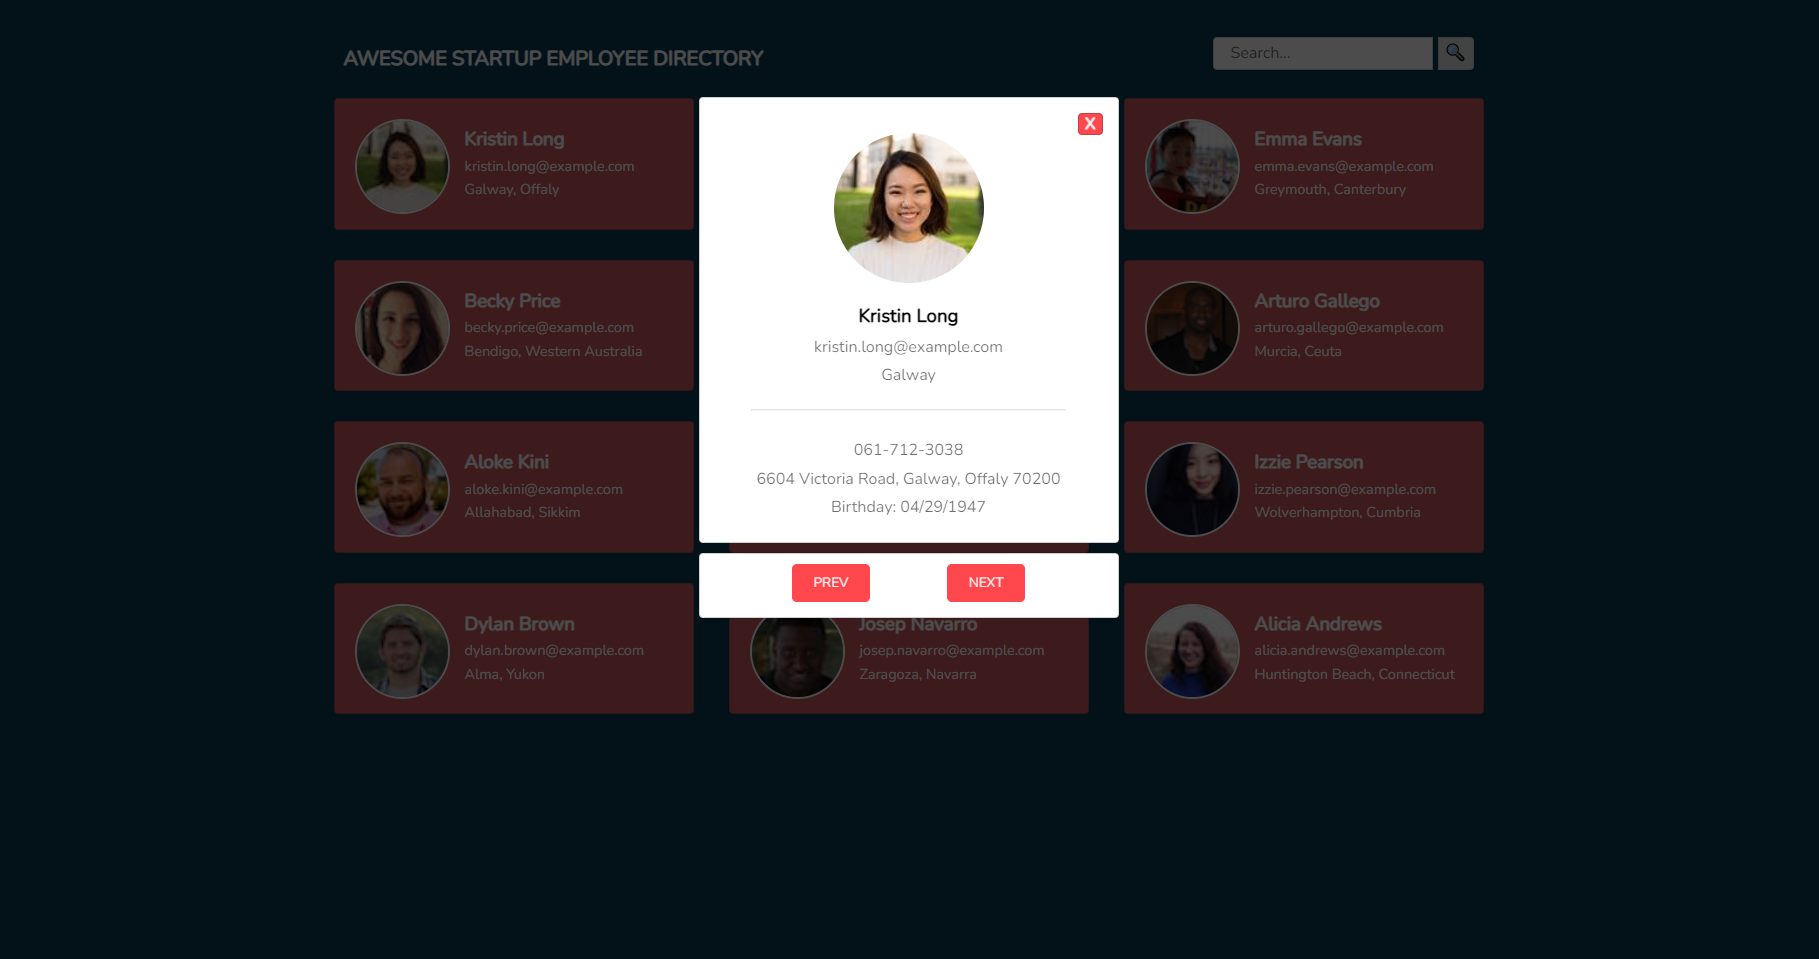 AWESOME STARTUP EMPLOYEE DIRECTORY
Search...
Kristin Long
kristin.long@example.com
Galway, Offaly
Emma Evans
emma.evans@example.com
Greymouth, Canterbury
Becky Price
becky.price@example.com
Bendigo, Western Australia
Arturo Gallego
arturo.gallego@example.com
Murcia, Ceuta
Aloke Kini
aloke.kini@example.com
Allahabad, Sikkim
Izzie Pearson
izzie.pearson@example.com
Wolverhampton, Cumbria
Dylan Brown
dylan.brown@example.com
Alma, Yukon
Josep Navarro
josep.navarro@example.com
Zaragoza, Navarra
Alicia Andrews
alicia.andrews@example.com
Huntington Beach, Connecticut
X
Kristin Long
kristin.long@example.com
Galway
061-712-3038
6604 Victoria Road, Galway, Offaly 70200
Birthday: 04/29/1947
PREV
NEXT